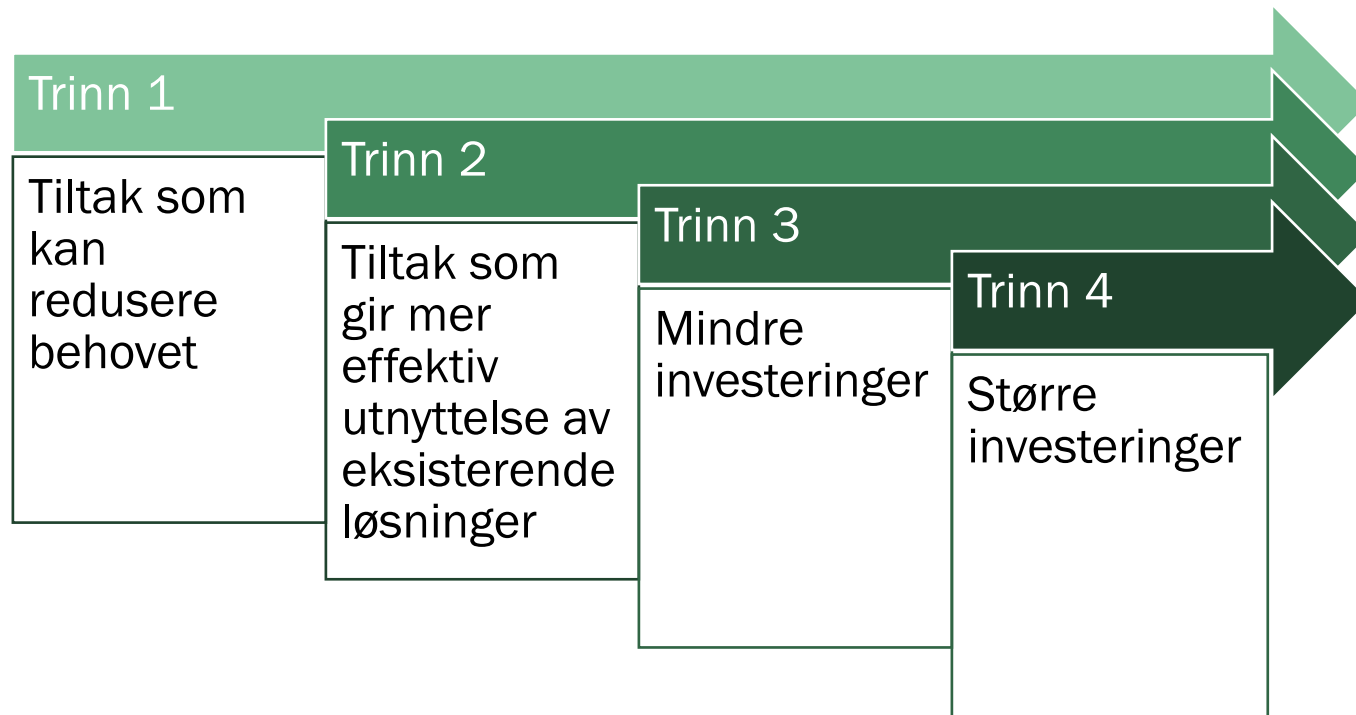 Trinn 1
Tiltak som
kan
redusere
behovet
Trinn 2
Tiltak som
gir mer
effektiv
utnyttelse av
eksisterende
løsninger
Trinn 3
Mindre
investeringer
Trinn 4
Større
investeringer